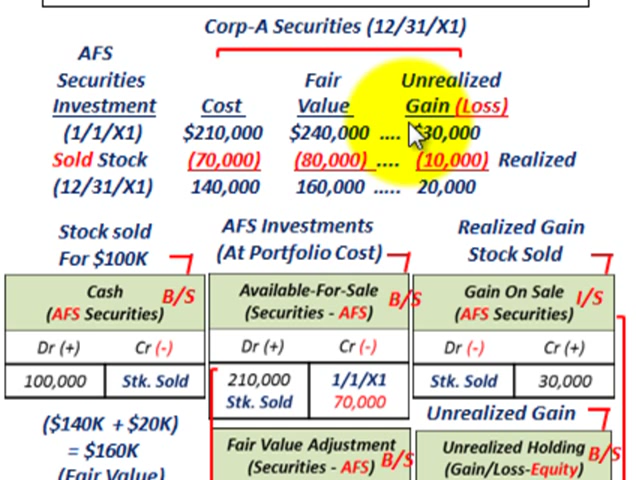 Corp-A Securities (12/31/X1)
AFS
Securities Fair Unrealized
Investment Cost Value Gain (Loss)
(1/1/X1) $210,000 $240,000 .... $30,000
Sold Stock (70,000) (80,000) .... (10,000) Realized
(12/31/X1) 140,000 160,000 ..... 20,000
Stock sold
For $100K
AFS Investments
(At Portfolio Cost)
Realized Gain
Stock Sold
Cash B/S
(AFS Securities)
Dr (+) Cr (-)
100,000 Stk. Sold
Available-For-Sale B/S
(Securities - AFS)
Dr (+) Cr (-)
210,000 1/1/X1
Stk. Sold 70,000
Gain On Sale I/S
(AFS Securities)
Dr (-) Cr (+)
Stk. Sold 30,000
($140K + $20K)
= $160K
(Fair Value)
Fair Value Adjustment
(Securities - AFS) B/S
Unrealized Gain
Unrealized Holding B/S
(Gain/Loss-Equity)